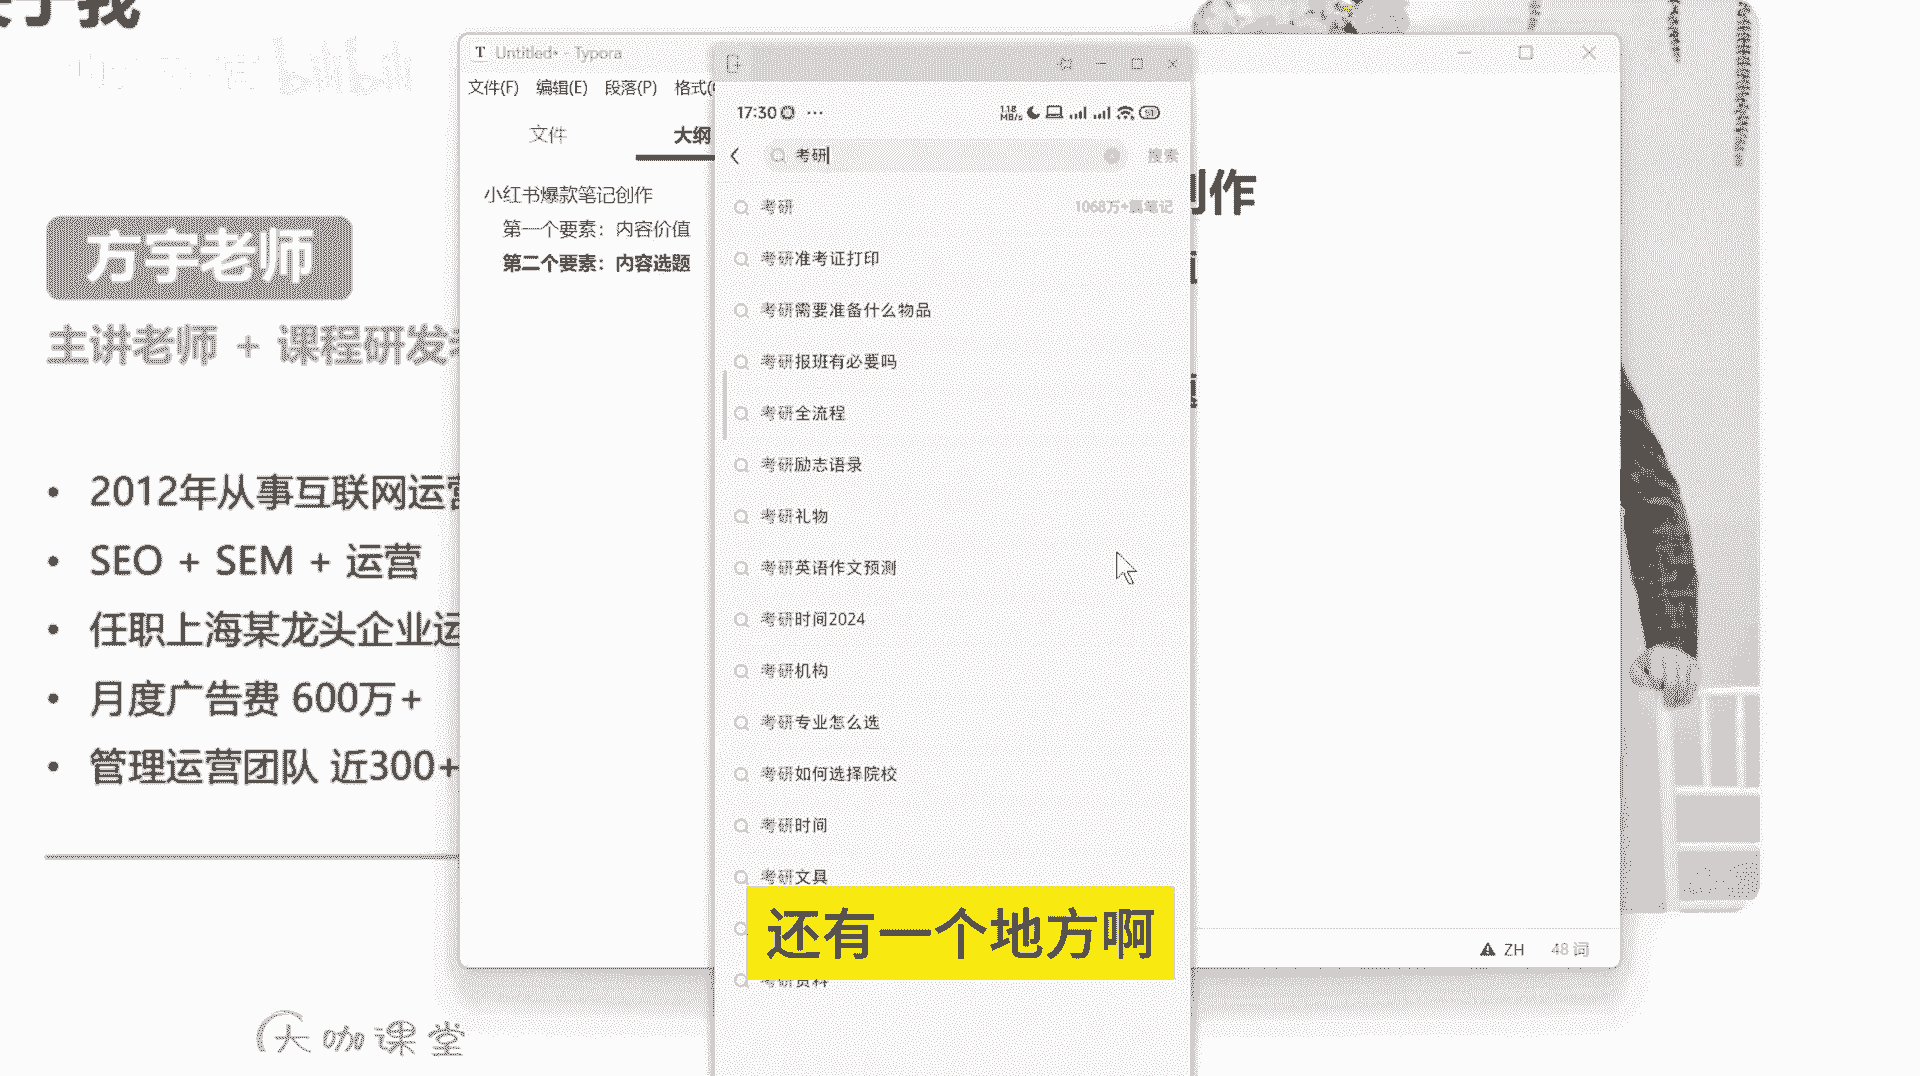 于我
bilibili
方宇老师
主讲老师 + 课程研发
• 2012年从事互联网运营
• SEO + SEM + 运营
• 任职上海某龙头企业运
• 月度广告费 600万+
• 管理运营团队 近300+
大咖课堂
Untitled• - Typora
文件(F) 编辑(E) 段落(P) 格式(
文件 大纲
小红书爆款笔记创作
第一个要素：内容价值
第二个要素：内容选题
创作
题
ZH 48 词
17:30 ···
1.18 MB/s 51
考研 搜索
考研 1068万+篇笔记
考研准考证打印
考研需要准备什么物品
考研报班有必要吗
考研全流程
考研励志语录
考研礼物
考研英语作文预测
考研时间2024
考研机构
考研专业怎么选
考研如何选择院校
考研时间
考研文具
考研资料
还有一个地方啊